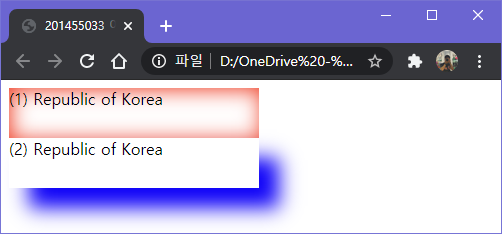 201455033
파일
D:/OneDrive%20-%...
(1) Republic of Korea
(2) Republic of Korea